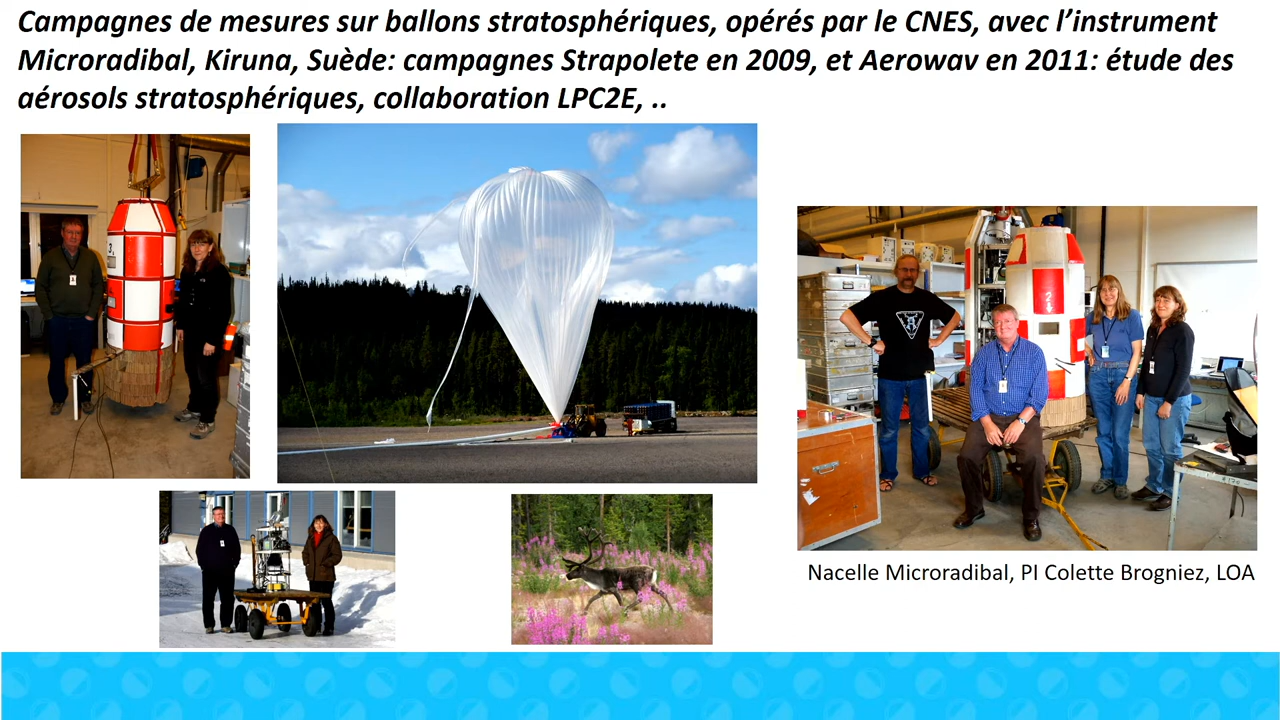 Campagnes de mesures sur ballons stratosphériques, opérés par le CNES, avec l’instrument
Microradibal, Kiruna, Suède: campagnes Strapolete en 2009, et Aerowav en 2011: étude des
aérosols stratosphériques, collaboration LPC2E, ..
Nacelle Microradibal, PI Colette Brogniez, LOA